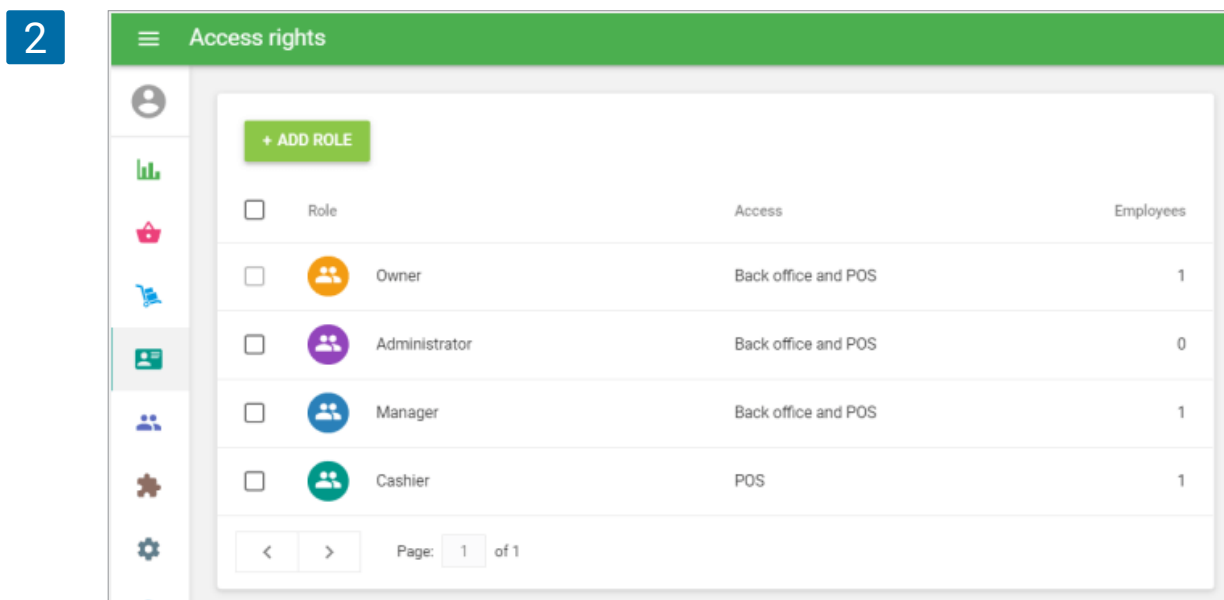 2
Access rights
+ ADD ROLE
Role Access Employees
Owner Back office and POS 1
Administrator Back office and POS 0
Manager Back office and POS 1
Cashier POS 1
Page: 1 of 1